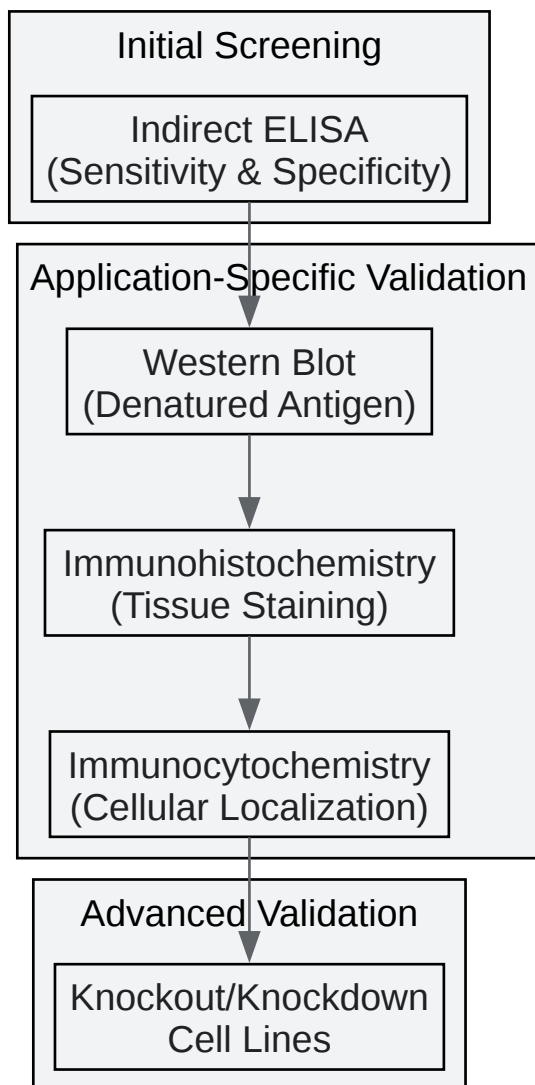 Initial Screening
Indirect ELISA
(Sensitivity & Specificity)
Application-Specific Validation
Western Blot
(Denatured Antigen)
Immunohistochemistry
(Tissue Staining)
Immunocytochemistry
(Cellular Localization)
Advanced Validation
Knockout/Knockdown
Cell Lines